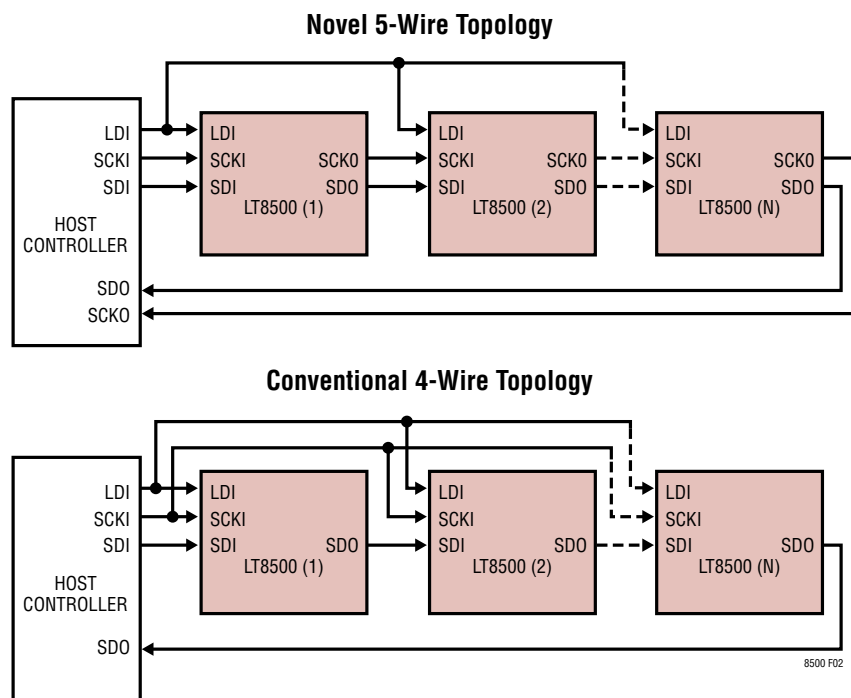 Novel 5-Wire Topology
LDI
SCKI
SDI
HOST
CONTROLLER
SDO
SCKO
LDI
SCKI
SDI
SCK0
SDO
LT8500 (1)
LDI
SCKI
SDI
SCK0
SDO
LT8500 (2)
LDI
SCKI
SDI
SCK0
SDO
LT8500 (N)
Conventional 4-Wire Topology
LDI
SCKI
SDI
HOST
CONTROLLER
SDO
LDI
SCKI
SDI
SDO
LT8500 (1)
LDI
SCKI
SDI
SDO
LT8500 (2)
LDI
SCKI
SDI
SDO
LT8500 (N)
8500 F02